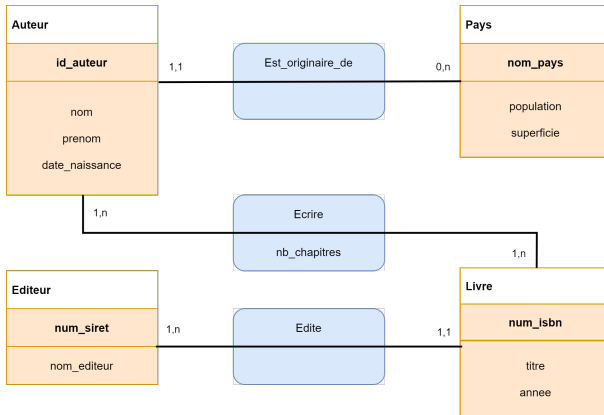 Auteur
id_auteur
nom
prenom
date_naissance
1,1
Est_originaire_de
0,n
Pays
nom_pays
population
superficie
1,n
Ecrire
nb_chapitres
1,n
Editeur
num_siret
nom_editeur
1,n
Edite
1,1
Livre
num_isbn
titre
annee